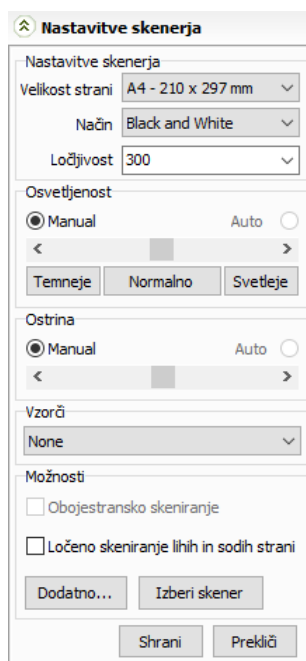 Nastavitve skenerja
Nastavitve skenerja
Velikost strani A4 - 210 x 297 mm
Način Black and White
Ločljivost 300
Osvetljenost
Manual Auto
Temneje Normalno Svetleje
Ostrina
Manual Auto
Vzorči
None
Možnosti
Obojestransko skeniranje
Ločeno skeniranje lihih in sodih strani
Dodatno... Izberi skener
Shrani Prekliči